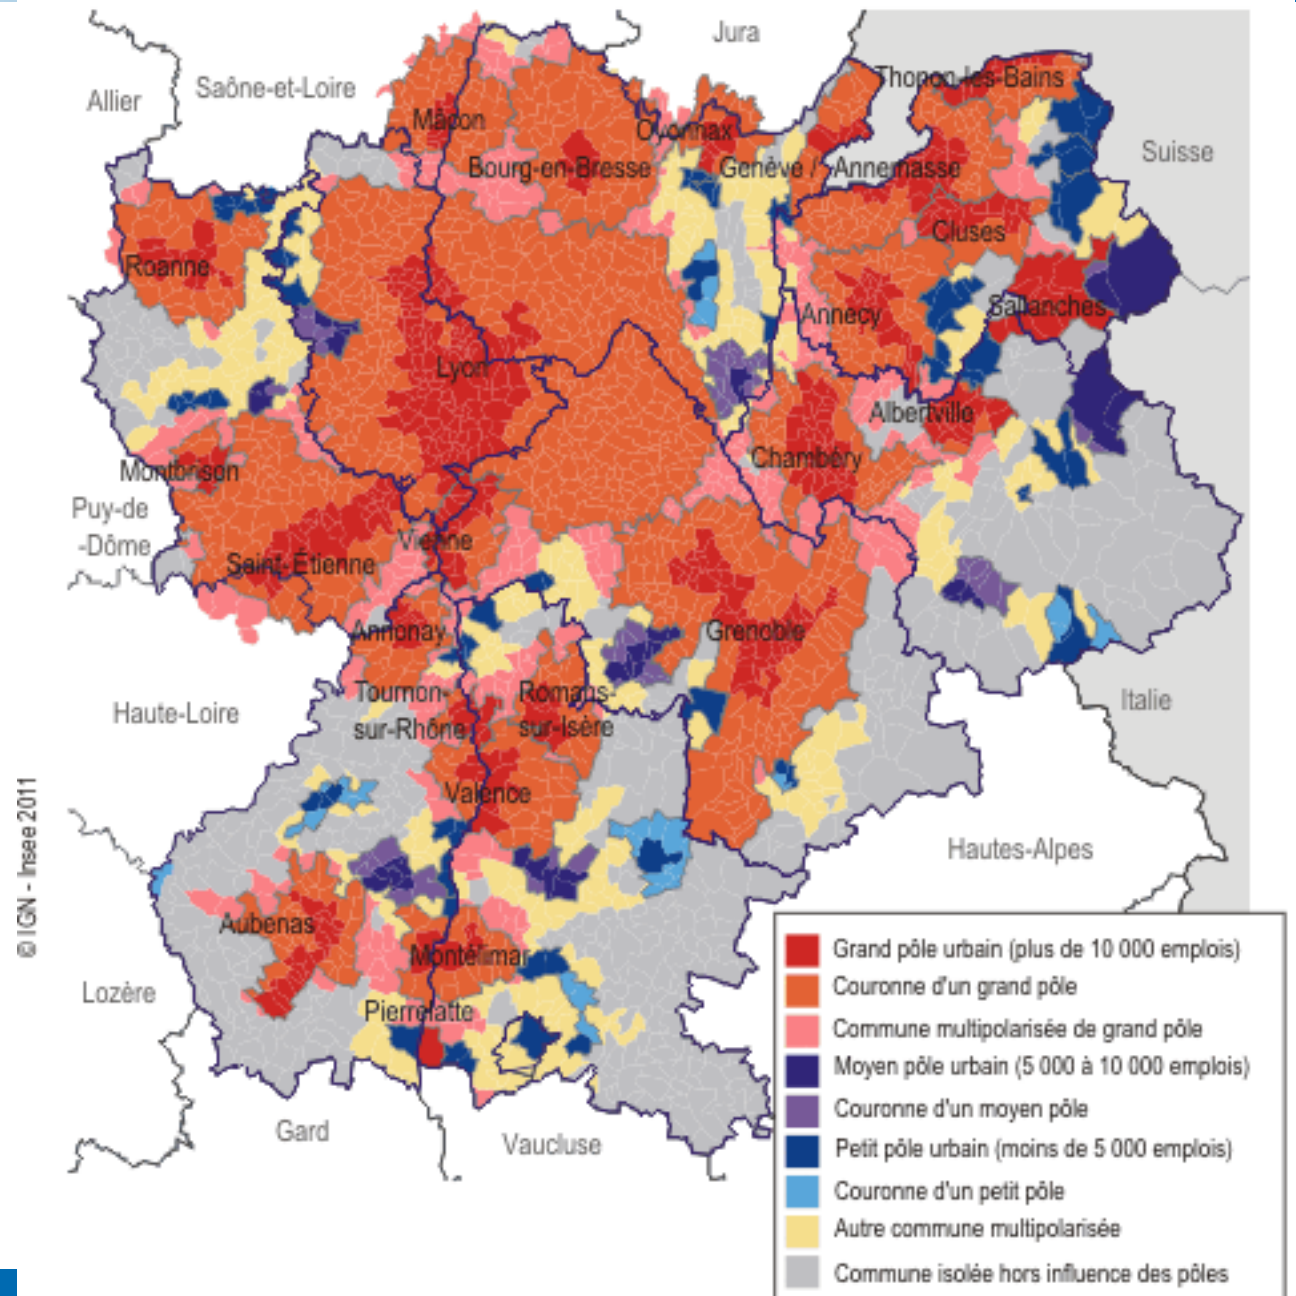 Jura
Thonon-les-Bains
Allier
Saône-et-Loire
Mâcon
Oyonnax
Suisse
Bourg-en-Bresse
Genève / Annemasse
Cluses
Roanne
Sallanches
Annecy
Lyon
Albertville
Chambéry
Montbrison
Puy-de
-Dôme
Vienne
Saint-Étienne
Annonay
Grenoble
Tournon-
sur-Rhône
Romans-
sur-Isère
Haute-Loire
Italie
Valence
Hautes-Alpes
Aubenas
Montélimar
Lozère
Pierrelatte
Gard
Vaucluse
© IGN - Insee 2011
Grand pôle urbain (plus de 10 000 emplois)
Couronne d'un grand pôle
Commune multipolarisée de grand pôle
Moyen pôle urbain (5 000 à 10 000 emplois)
Couronne d'un moyen pôle
Petit pôle urbain (moins de 5 000 emplois)
Couronne d'un petit pôle
Autre commune multipolarisée
Commune isolée hors influence des pôles